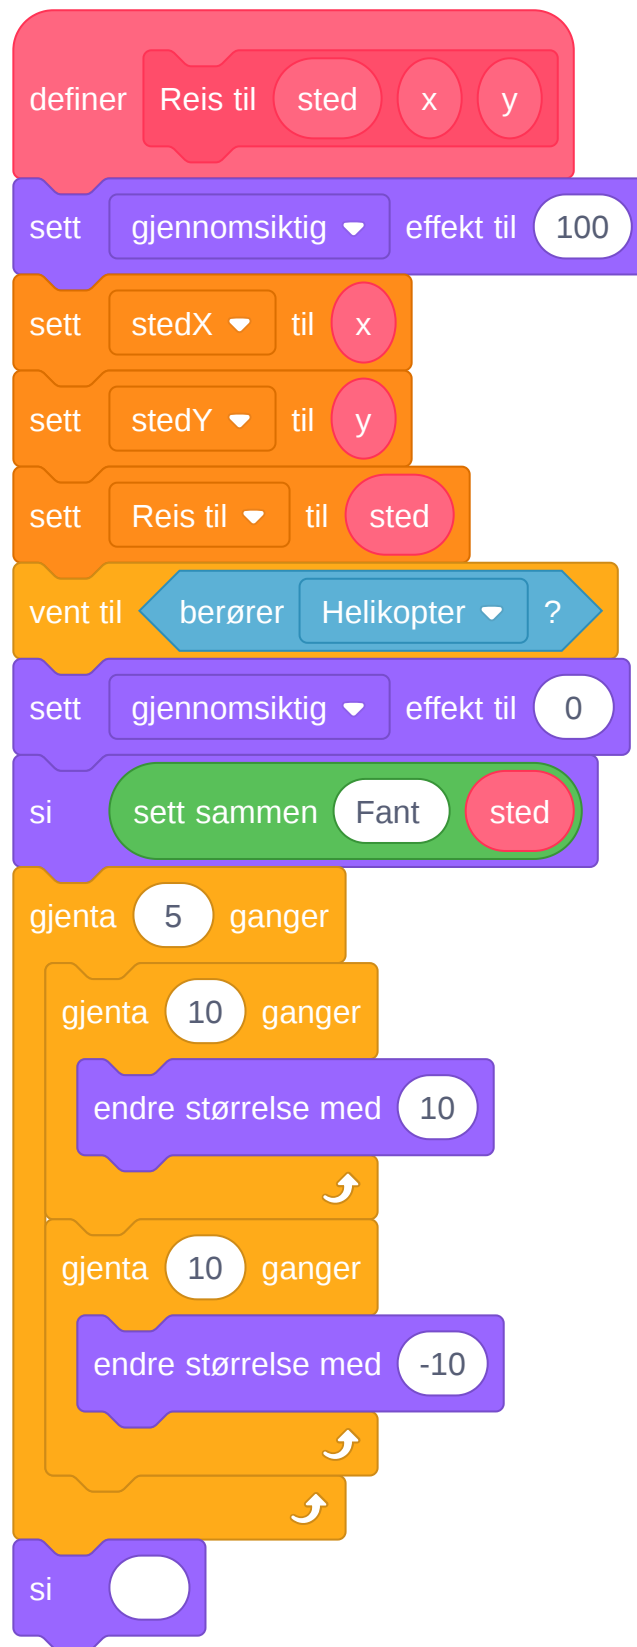 definer Reis til sted x y
sett gjennomsiktig effekt til 100
sett stedX til x
sett stedY til y
sett Reis til til sted
vent til berører Helikopter ?
sett gjennomsiktig effekt til 0
si sett sammen Fant sted
gjenta 5 ganger
gjenta 10 ganger
endre størrelse med 10
gjenta 10 ganger
endre størrelse med -10
si